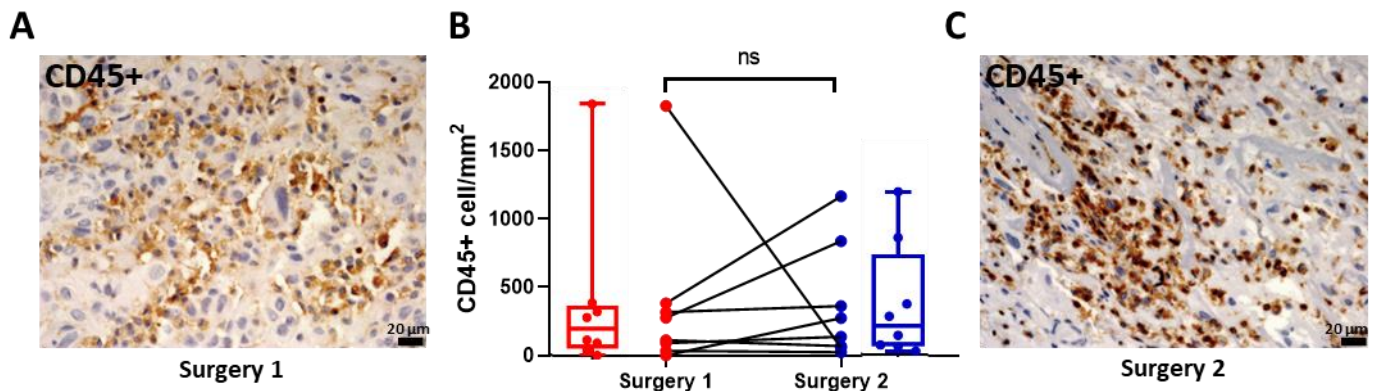 A
CD45+
20 µm
Surgery 1
B
ns
CD45+ cell/mm²
2000
1500
1000
500
0
Surgery 1
Surgery 2
C
CD45+
20 µm
Surgery 2